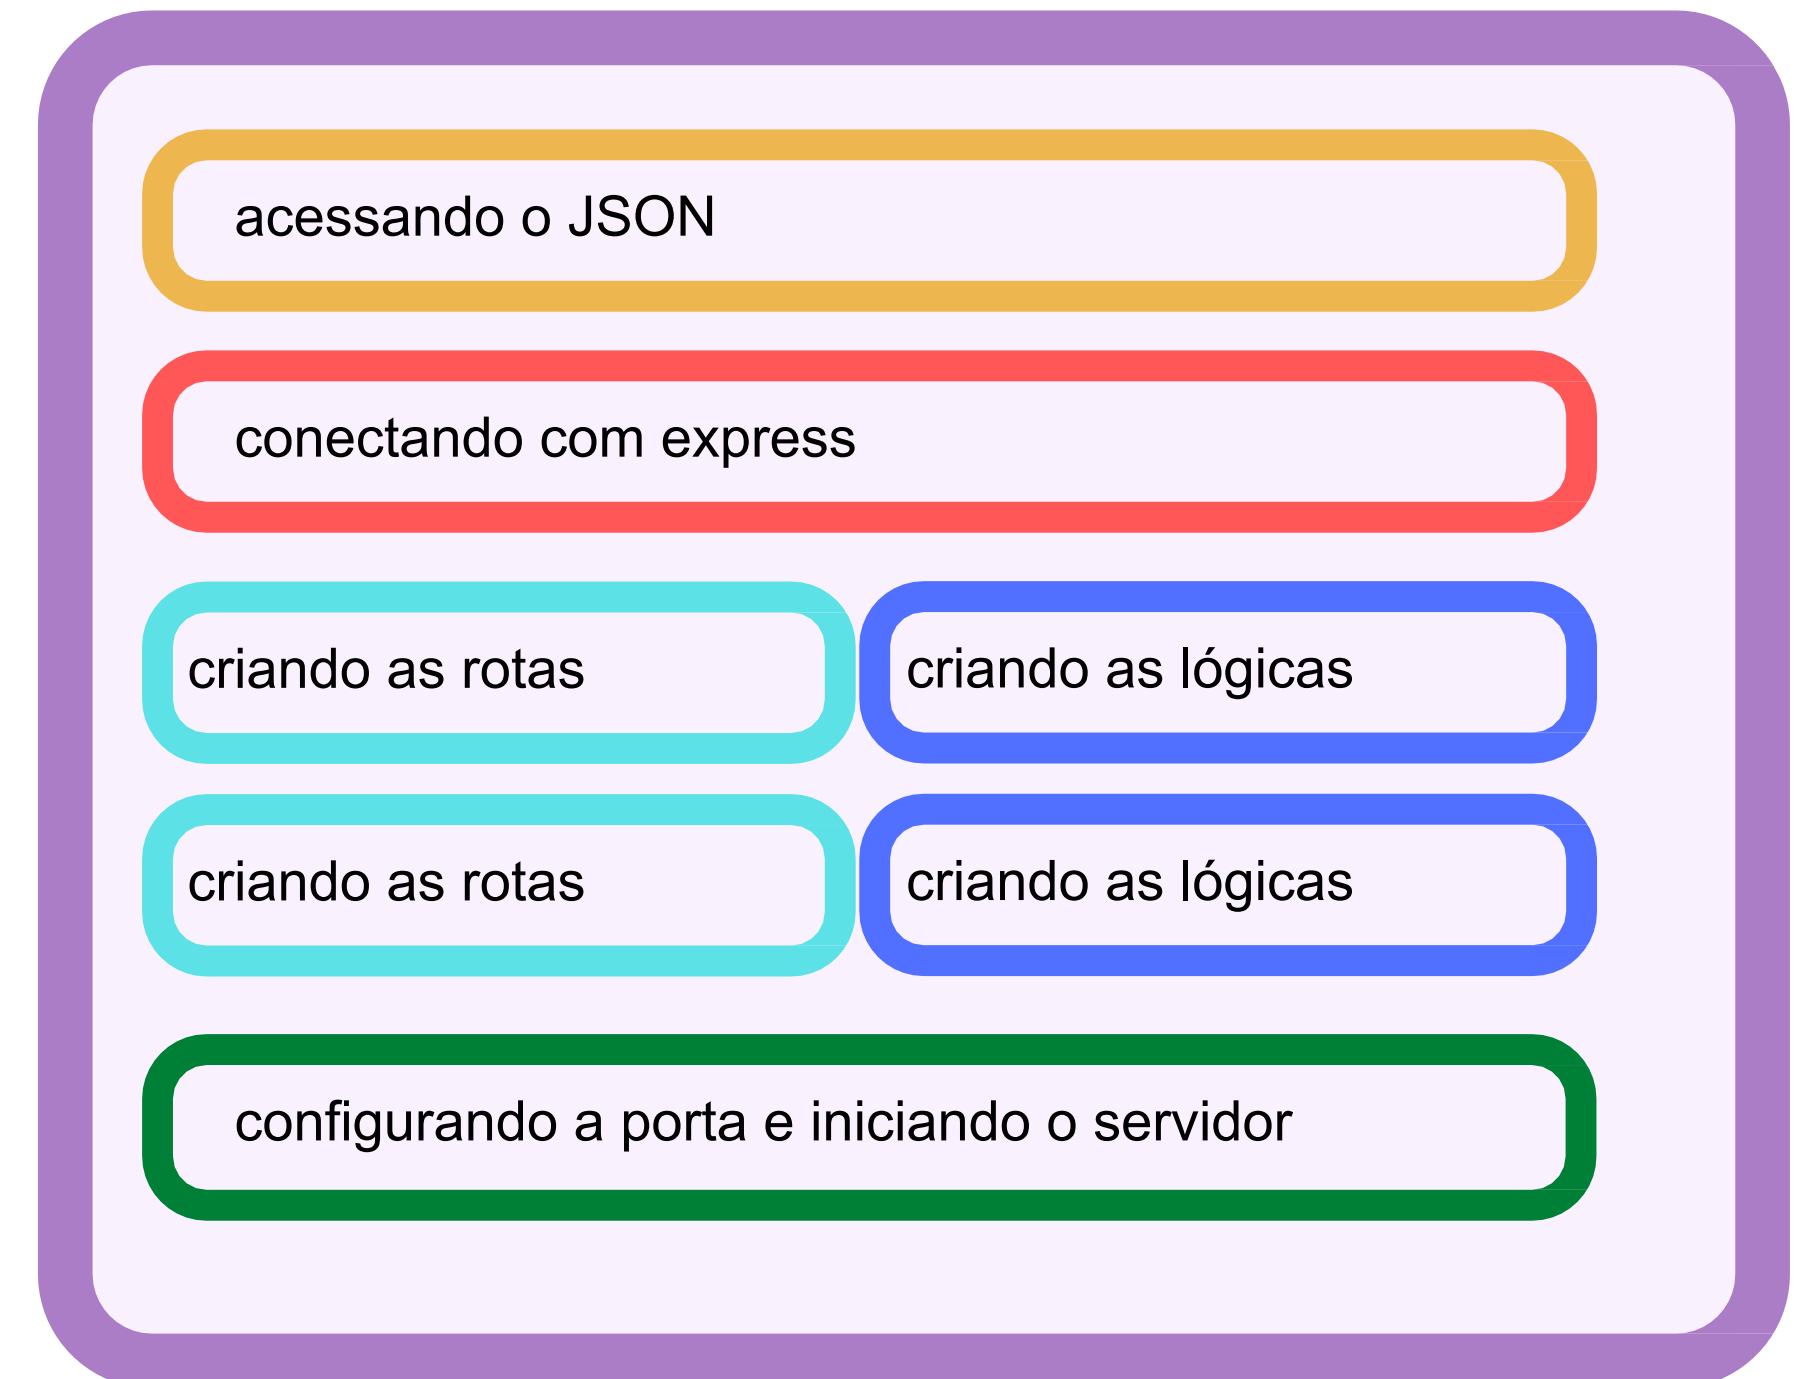 acessando o JSON
conectando com express
criando as rotas
criando as lógicas
criando as rotas
criando as lógicas
configurando a porta e iniciando o servidor